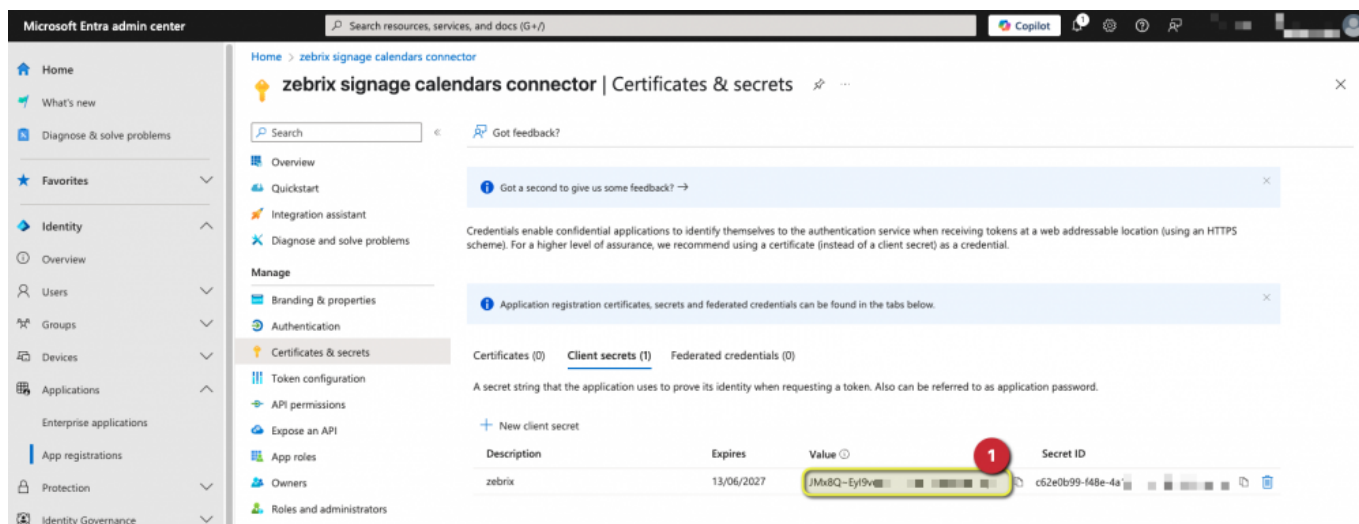 Microsoft Entra admin center
Search resources, services, and docs (G+/)
Copilot
1
Home
What's new
Diagnose & solve problems
Favorites
Identity
Overview
Users
Groups
Devices
Applications
Enterprise applications
App registrations
Protection
Identity Governance
Home > zebrix signage calendars connector
zebrix signage calendars connector | Certificates & secrets
Search
Overview
Quickstart
Integration assistant
Diagnose and solve problems
Manage
Branding & properties
Authentication
Certificates & secrets
Token configuration
API permissions
Expose an API
App roles
Owners
Roles and administrators
Got feedback?
Got a second to give us some feedback? →
Credentials enable confidential applications to identify themselves to the authentication service when receiving tokens at a web addressable location (using an HTTPS
scheme). For a higher level of assurance, we recommend using a certificate (instead of a client secret) as a credential.
Application registration certificates, secrets and federated credentials can be found in the tabs below.
Certificates (0) Client secrets (1) Federated credentials (0)
A secret string that the application uses to prove its identity when requesting a token. Also can be referred to as application password.
New client secret
Description Expires Value 1 Secret ID
zebrix 13/06/2027